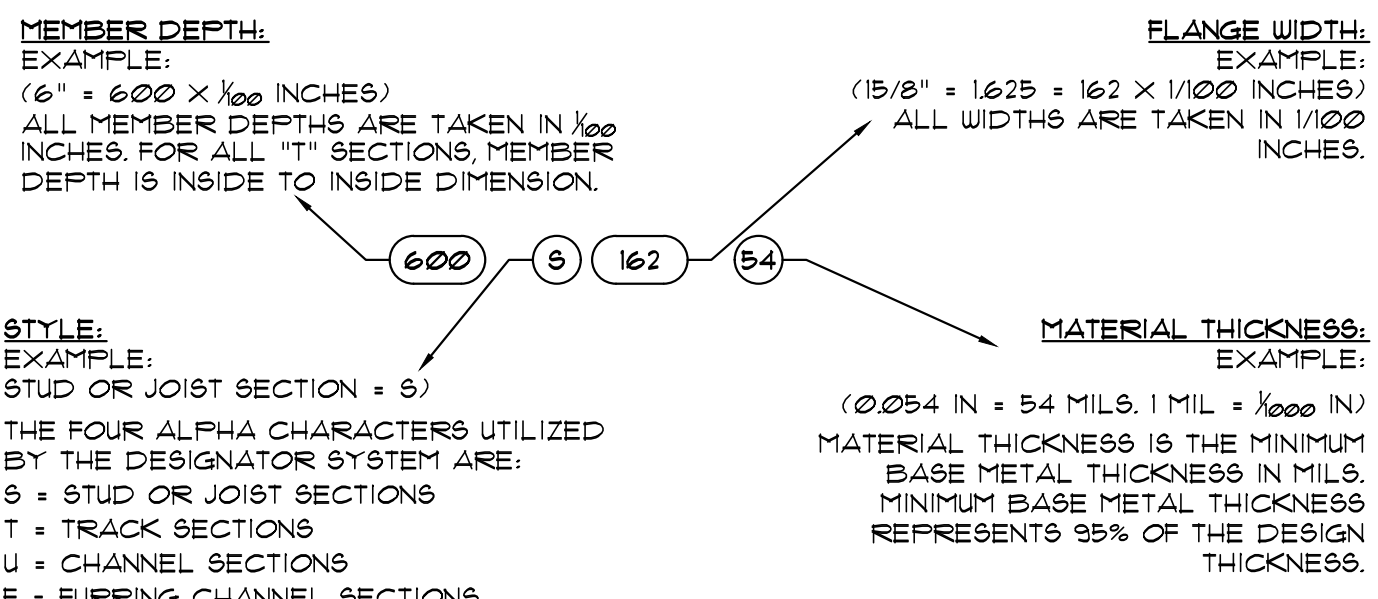 MEMBER DEPTH:
EXAMPLE:
(6" = 600 X 1/100 INCHES)
ALL MEMBER DEPTHS ARE TAKEN IN 1/100
INCHES. FOR ALL "T" SECTIONS, MEMBER
DEPTH IS INSIDE TO INSIDE DIMENSION.
FLANGE WIDTH:
EXAMPLE:
(15/8" = 1.625 = 162 X 1/100 INCHES)
ALL WIDTHS ARE TAKEN IN 1/100
INCHES.
600 S 162 54
STYLE:
EXAMPLE:
STUD OR JOIST SECTION = S)
THE FOUR ALPHA CHARACTERS UTILIZED
BY THE DESIGNATOR SYSTEM ARE:
S = STUD OR JOIST SECTIONS
T = TRACK SECTIONS
U = CHANNEL SECTIONS
F = FURRING CHANNEL SECTIONS
MATERIAL THICKNESS:
EXAMPLE:
(0.054 IN = 54 MILS. 1 MIL = 1/1000 IN)
MATERIAL THICKNESS IS THE MINIMUM
BASE METAL THICKNESS IN MILS.
MINIMUM BASE METAL THICKNESS
REPRESENTS 95% OF THE DESIGN
THICKNESS.